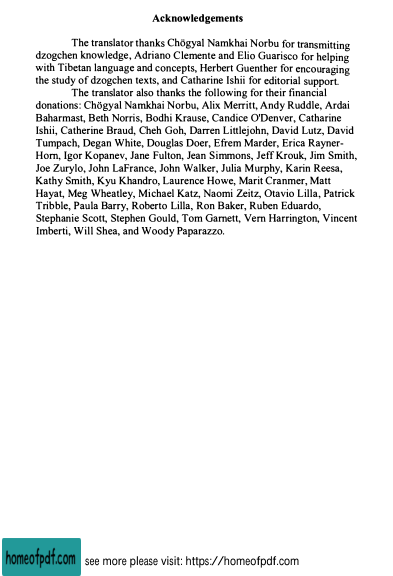 Acknowledgements
The translator thanks Chögyal Namkhai Norbu for transmitting
dzogchen knowledge, Adriano Clemente and Elio Guarisco for helping
with Tibetan language and concepts, Herbert Guenther for encouraging
the study of dzogchen texts, and Catharine Ishii for editorial support.
The translator also thanks the following for their financial
donations: Chögyal Namkhai Norbu, Alix Merritt, Andy Ruddle, Ardai
Baharmast, Beth Norris, Bodhi Krause, Candice O'Denver, Catharine
Ishii, Catherine Braud, Cheh Goh, Darren Littlejohn, David Lutz, David
Tumpach, Degan White, Douglas Doer, Efrem Marder, Erica Rayner-
Horn, Igor Kopanev, Jane Fulton, Jean Simmons, Jeff Krouk, Jim Smith,
Joe Zurylo, John LaFrance, John Walker, Julia Murphy, Karin Reesa,
Kathy Smith, Kyu Khandro, Laurence Howe, Marit Cranmer, Matt
Hayat, Meg Wheatley, Michael Katz, Naomi Zeitz, Otavio Lilla, Patrick
Tribble, Paula Barry, Roberto Lilla, Ron Baker, Ruben Eduardo,
Stephanie Scott, Stephen Gould, Tom Garnett, Vern Harrington, Vincent
Imberti, Will Shea, and Woody Paparazzo.
homeofpdf.com see more please visit: https://homeofpdf.com